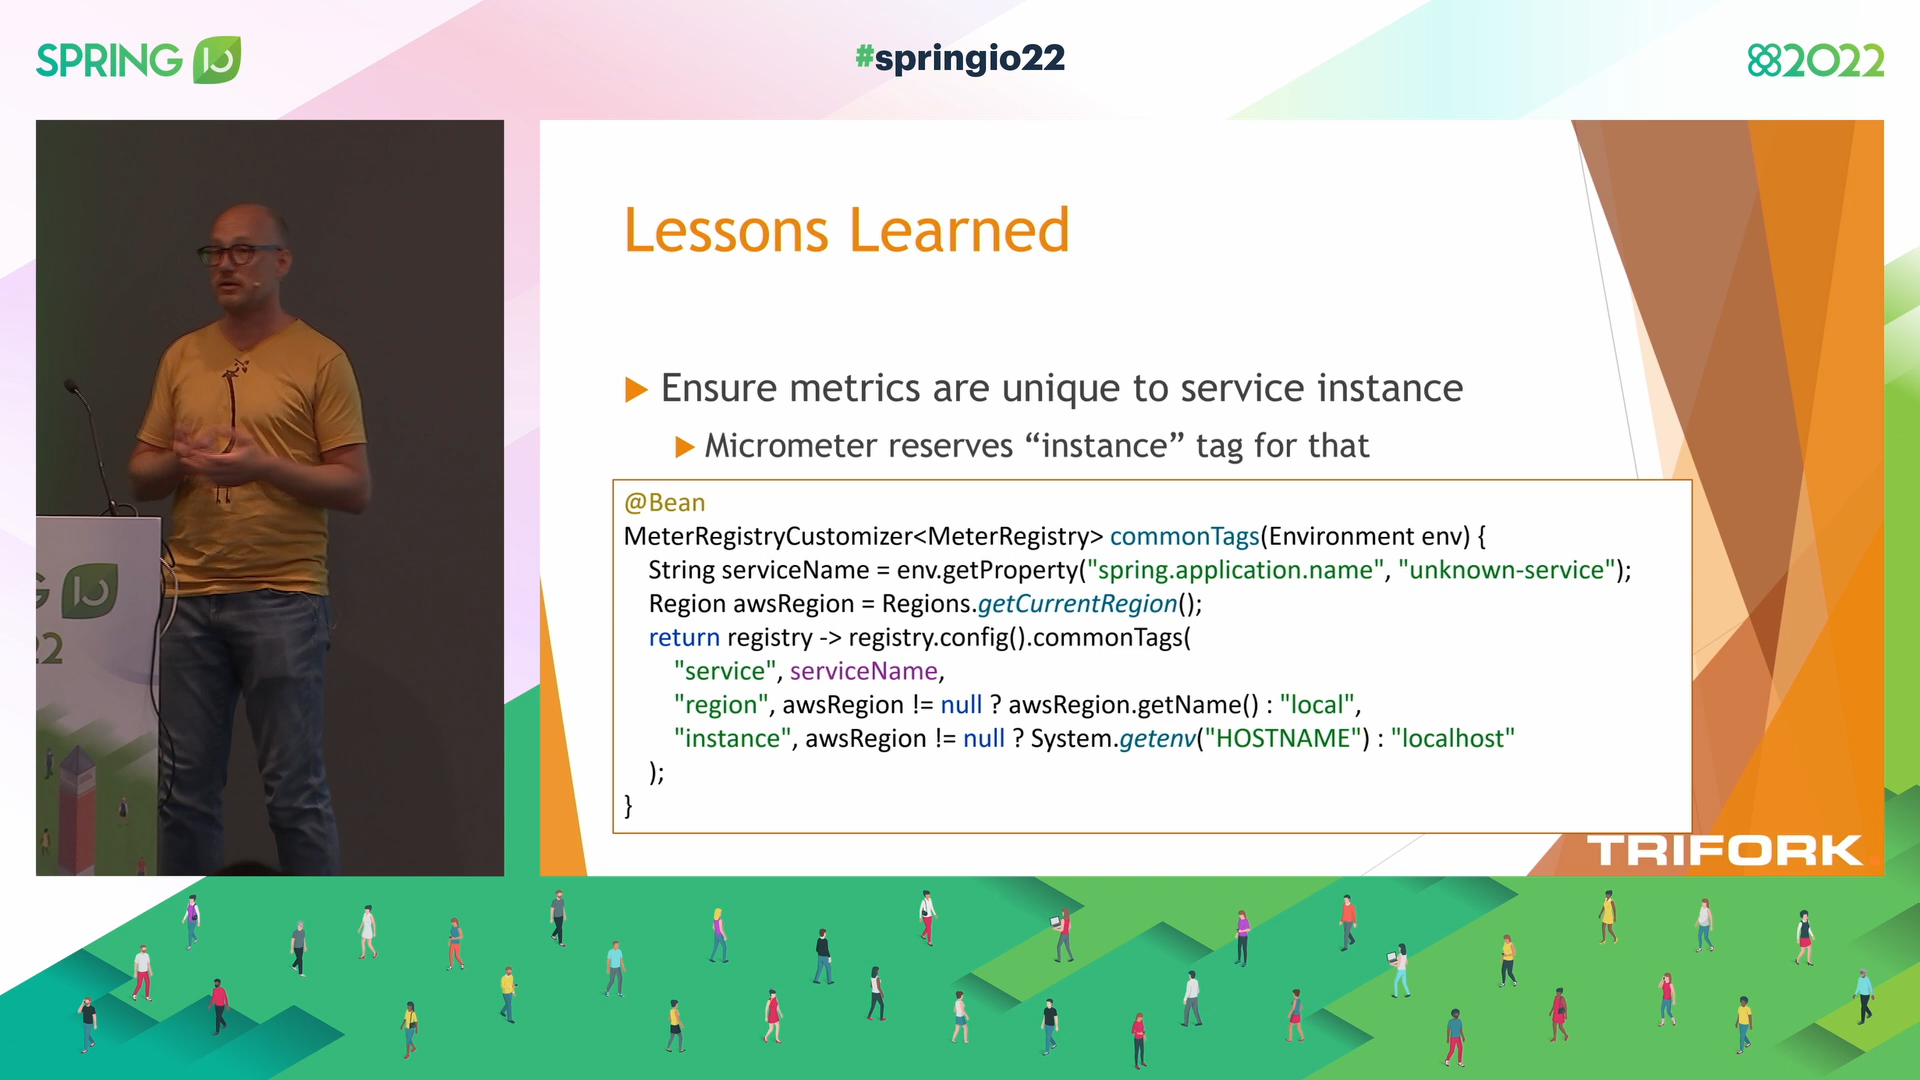 SPRING IO
#springio22
2022
Lessons Learned
Ensure metrics are unique to service instance
Micrometer reserves “instance” tag for that
@Bean
MeterRegistryCustomizer<MeterRegistry> commonTags(Environment env) {
String serviceName = env.getProperty("spring.application.name", "unknown-service");
Region awsRegion = Regions.getCurrentRegion();
return registry -> registry.config().commonTags(
"service", serviceName,
"region", awsRegion != null ? awsRegion.getName() : "local",
"instance", awsRegion != null ? System.getenv("HOSTNAME") : "localhost"
);
}
TRIFORK
G IO
22